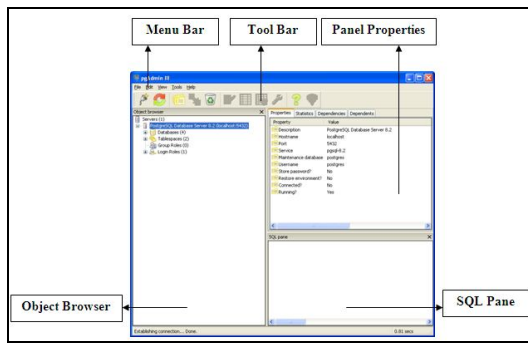 Menu Bar
Tool Bar
Panel Properties
pgAdmin III
File Edit View Tools Help
Object browser
Servers (1)
PostgreSQL Database Server 8.2 (localhost:5432)
Databases (4)
Tablespaces (2)
Group Roles (0)
Login Roles (1)
Properties Statistics Dependencies Dependents
Property Value
Description PostgreSQL Database Server 8.2
Hostname localhost
Port 5432
Service pgsql-8.2
Maintenance database postgres
Username postgres
Store password? No
Restore environment? No
Connected? No
Running? Yes
SQL pane
Object Browser
SQL Pane
Establishing connection... Done.
0.01 secs